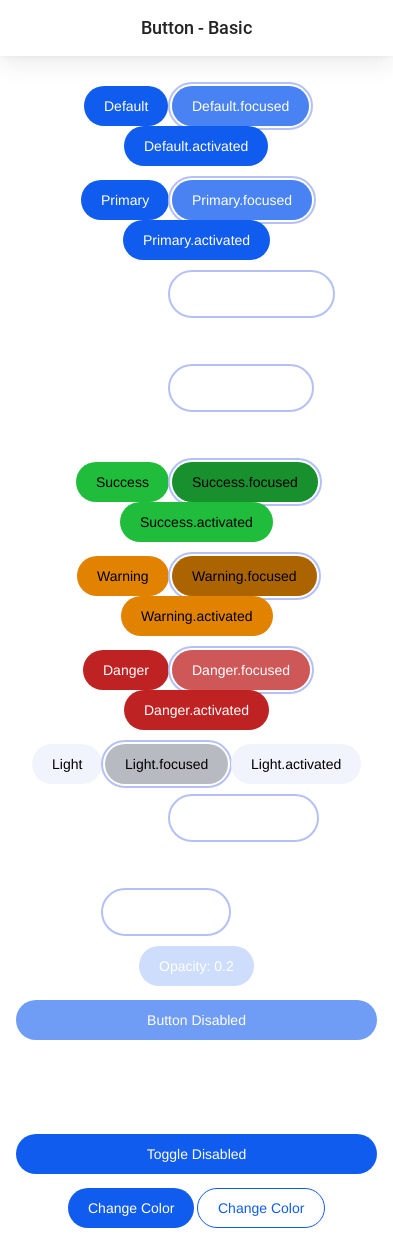 Button - Basic
Default Default.focused
Default.activated
Primary Primary.focused
Primary.activated
Success Success.focused
Success.activated
Warning Warning.focused
Warning.activated
Danger Danger.focused
Danger.activated
Light Light.focused Light.activated
Opacity: 0.2
Button Disabled
Toggle Disabled
Change Color Change Color